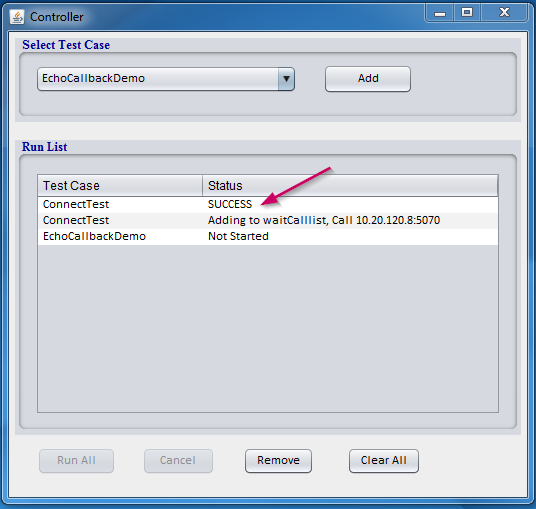 Controller
Select Test Case
EchoCallbackDemo Add
Run List
Test Case Status
ConnectTest SUCCESS
ConnectTest Adding to waitCalllist, Call 10.20.120.8:5070
EchoCallbackDemo Not Started
Run All Cancel Remove Clear All